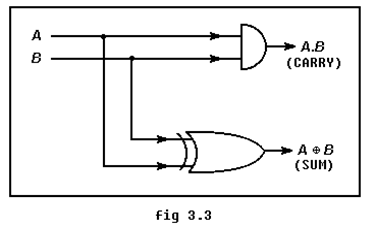 A
B
A.B
(CARRY)
A ⊕ B
(SUM)
fig 3.3